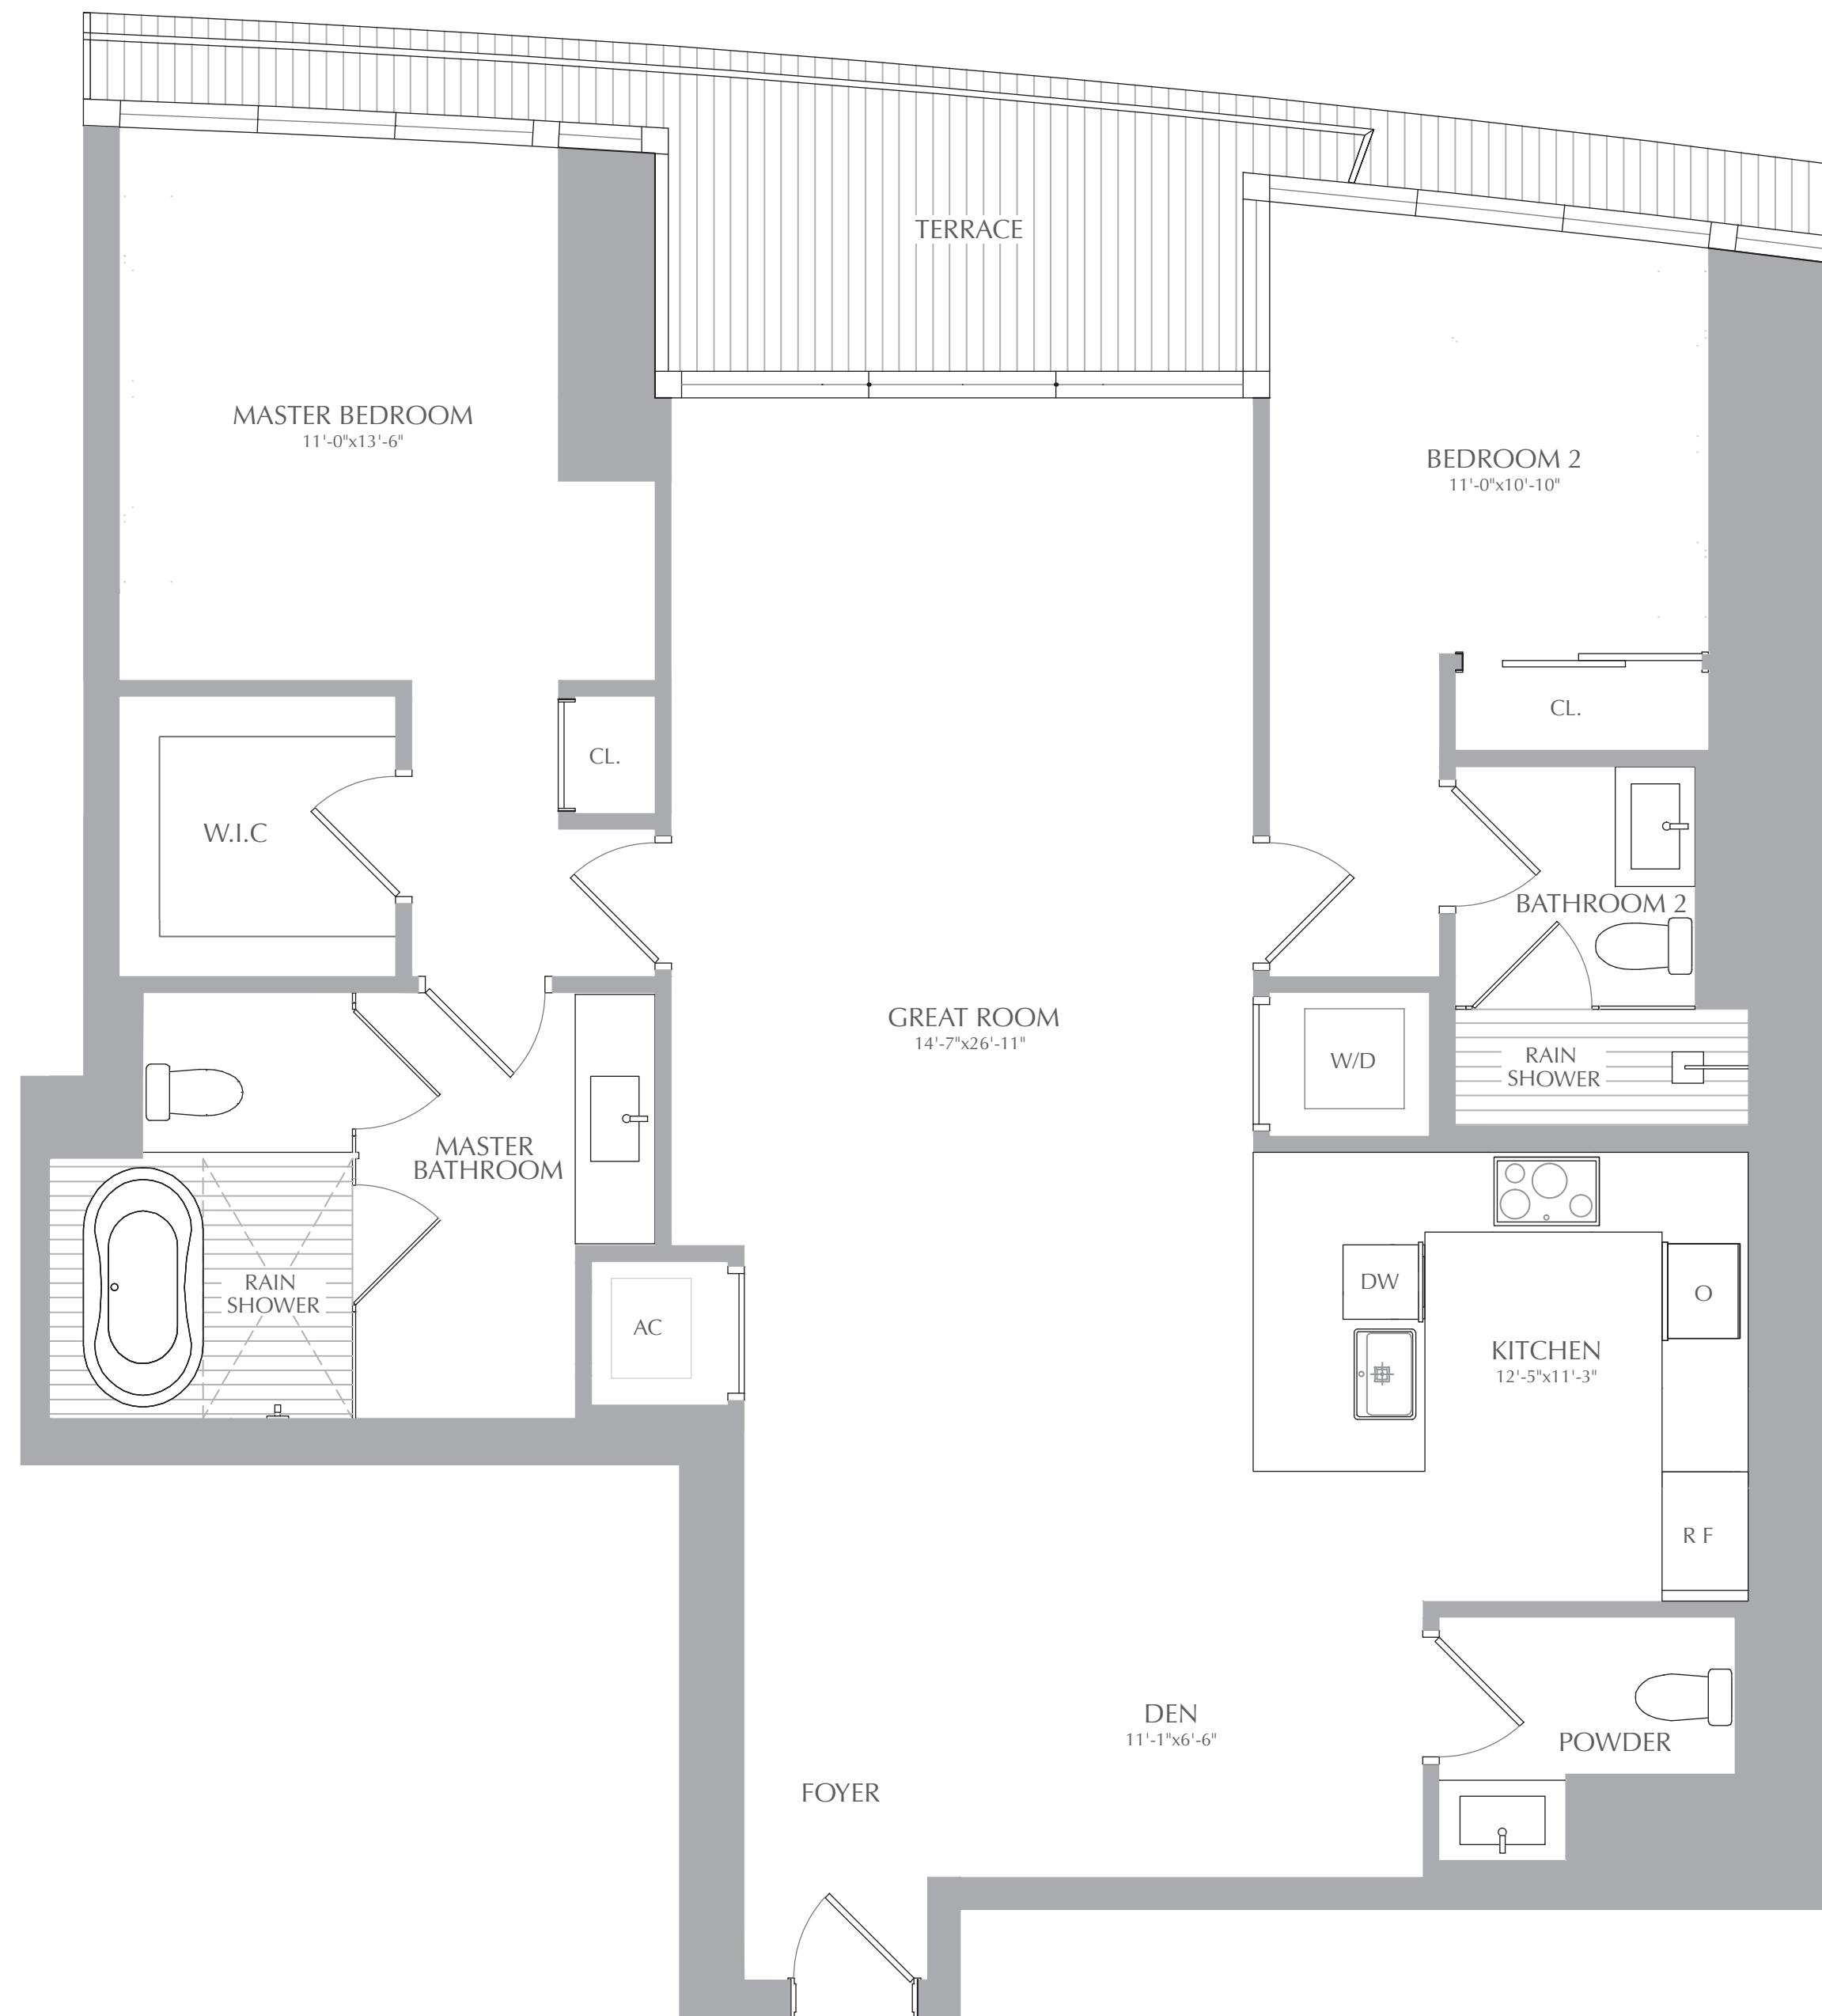 TERRACE
MASTER BEDROOM
11'-0"x13'-6"
BEDROOM 2
11'-0"x10'-10"
CL.
CL.
W.I.C
BATHROOM 2
GREAT ROOM
14'-7"x26'-11"
W/D
RAIN
SHOWER
MASTER
BATHROOM
RAIN
SHOWER
AC
DW
O
KITCHEN
12'-5"x11'-3"
R F
DEN
11'-1"x6'-6"
POWDER
FOYER